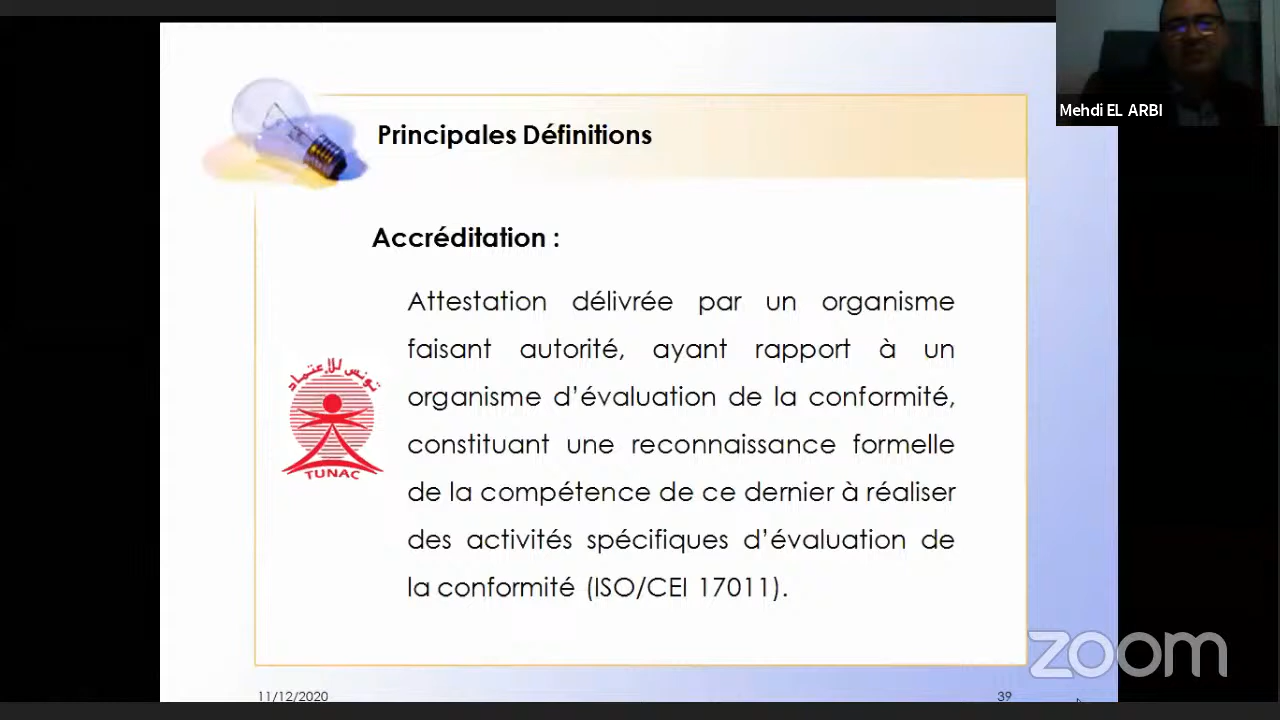 Mehdi EL ARBI
Principales Définitions
Accréditation :
Attestation délivrée par un organisme
faisant autorité, ayant rapport à un
organisme d'évaluation de la conformité,
constituant une reconnaissance formelle
de la compétence de ce dernier à réaliser
des activités spécifiques d'évaluation de
la conformité (ISO/CEI 17011).
تونس للإعتماد
TUNAC
zoom
11/12/2020
39